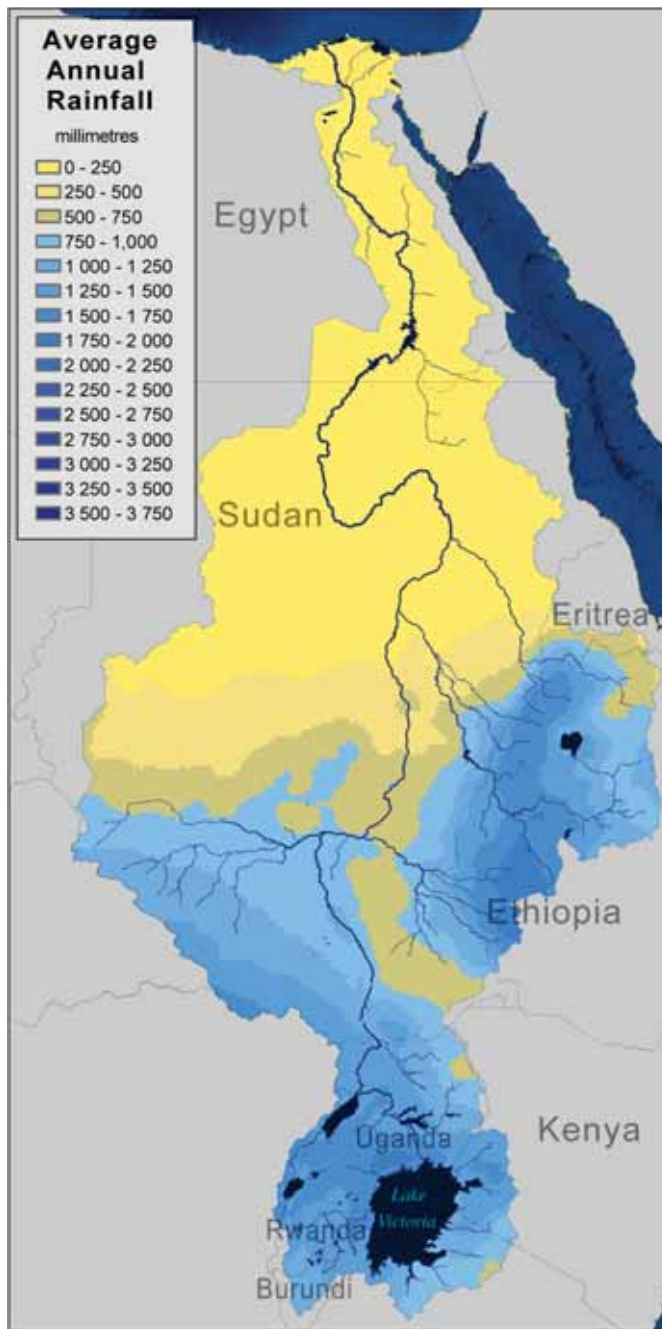 Average
Annual
Rainfall
millimetres
0 - 250
250 - 500
500 - 750
750 - 1,000
1 000 - 1 250
1 250 - 1 500
1 500 - 1 750
1 750 - 2 000
2 000 - 2 250
2 250 - 2 500
2 500 - 2 750
2 750 - 3 000
3 000 - 3 250
3 250 - 3 500
3 500 - 3 750
Egypt
Sudan
Eritrea
Ethiopia
Uganda
Kenya
Lake
Victoria
Rwanda
Burundi